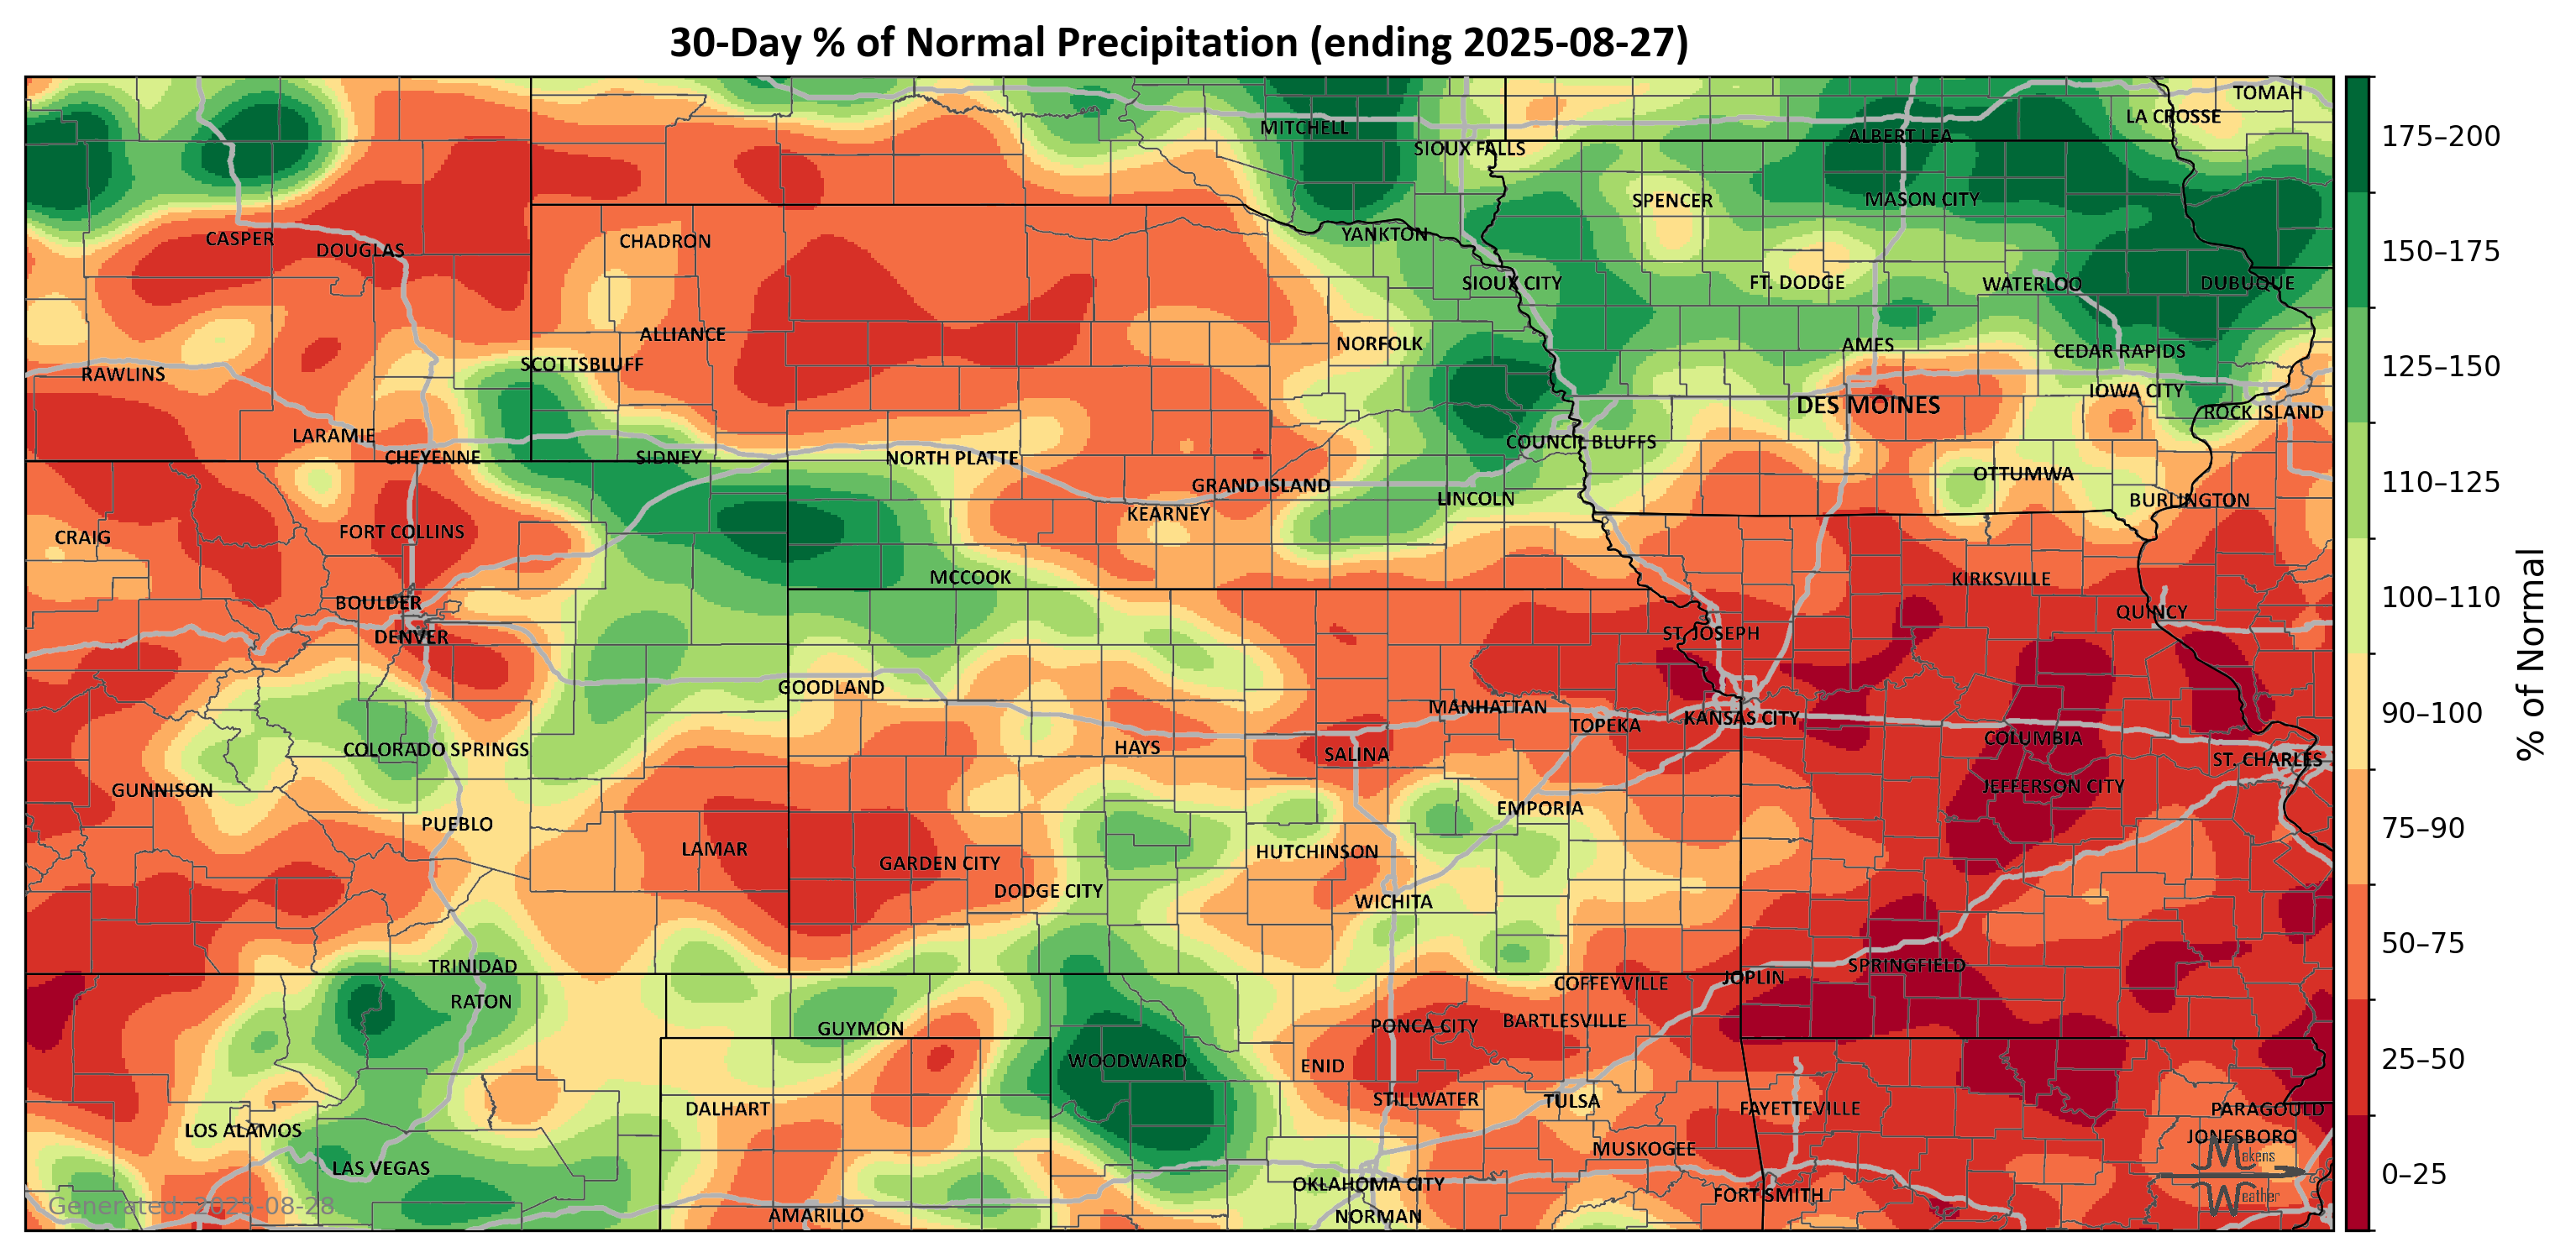 30-Day % of Normal Precipitation (ending 2025-08-27)
TOMAH
LA CROSSE
MITCHELL
ALBERT LEA
SIOUX FALLS
SPENCER
MASON CITY
CASPER
DOUGLAS
CHADRON
YANKTON
SIOUX CITY
FT. DODGE
WATERLOO
DUBUQUE
ALLIANCE
NORFOLK
AMES
CEDAR RAPIDS
RAWLINS
SCOTTSBLUFF
IOWA CITY
DES MOINES
ROCK ISLAND
LARAMIE
COUNCIL BLUFFS
CHEYENNE
SIDNEY
NORTH PLATTE
OTTUMWA
GRAND ISLAND
LINCOLN
BURLINGTON
KEARNEY
CRAIG
FORT COLLINS
MCCOOK
KIRKSVILLE
BOULDER
QUINCY
DENVER
ST. JOSEPH
GOODLAND
MANHATTAN
TOPEKA
KANSAS CITY
COLORADO SPRINGS
HAYS
SALINA
COLUMBIA
ST. CHARLES
GUNNISON
JEFFERSON CITY
PUEBLO
EMPORIA
LAMAR
GARDEN CITY
HUTCHINSON
DODGE CITY
WICHITA
TRINIDAD
SPRINGFIELD
RATON
COFFEYVILLE
JOPLIN
GUYMON
PONCA CITY
BARTLESVILLE
WOODWARD
ENID
DALHART
STILLWATER
TULSA
FAYETTEVILLE
PARAGOULD
LOS ALAMOS
JONESBORO
MUSKOGEE
LAS VEGAS
OKLAHOMA CITY
FORT SMITH
AMARILLO
NORMAN
Generated: 2025-08-28
Makens
Weather
175–200
150–175
125–150
110–125
100–110
90–100
75–90
50–75
25–50
0–25
% of Normal